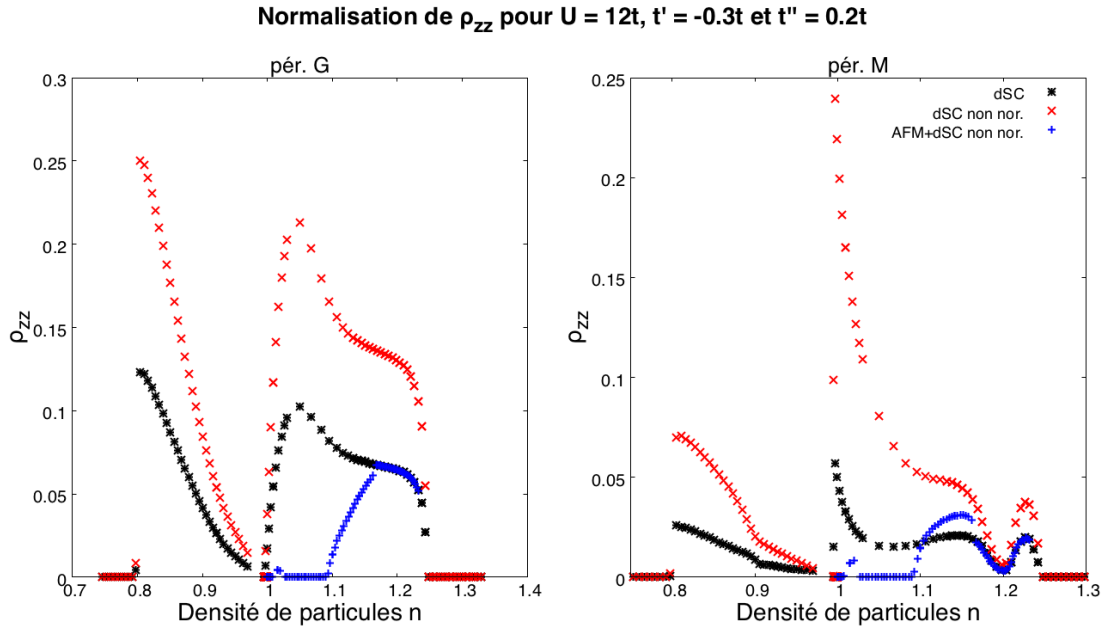 Normalisation de ρzz pour U = 12t, t' = -0.3t et t" = 0.2t
pér. G
0.3
0.25
0.2
0.15
0.1
0.05
0
ρzz
0.7
0.8
0.9
1
1.1
1.2
1.3
1.4
Densité de particules n
pér. M
0.25
0.2
0.15
0.1
0.05
0
ρzz
dSC
dSC non nor.
AFM+dSC non nor.
0.8
0.9
1
1.1
1.2
1.3
Densité de particules n